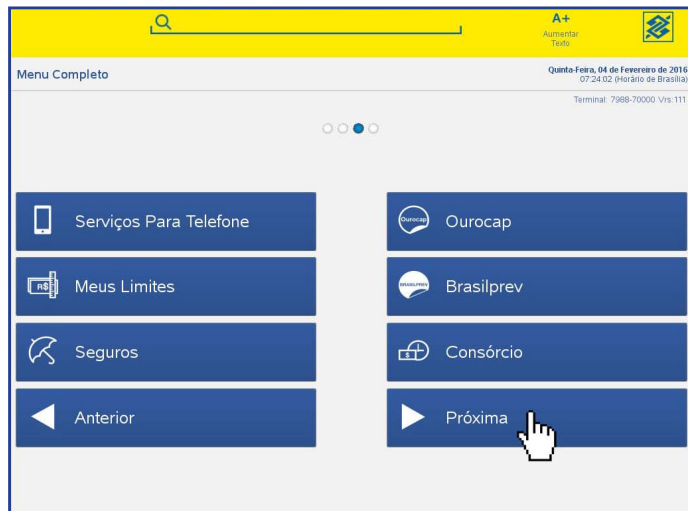 A+
Aumentar
Texto
Menu Completo
Quinta-Feira, 04 de Fevereiro de 2016
07:24:02 (Horário de Brasília)
Terminal: 7988-70000 Vrs:111
Serviços Para Telefone
Ourocap
Ourocap
R$
Meus Limites
BRASILPREV
Brasilprev
Seguros
$
Consórcio
Anterior
Próxima